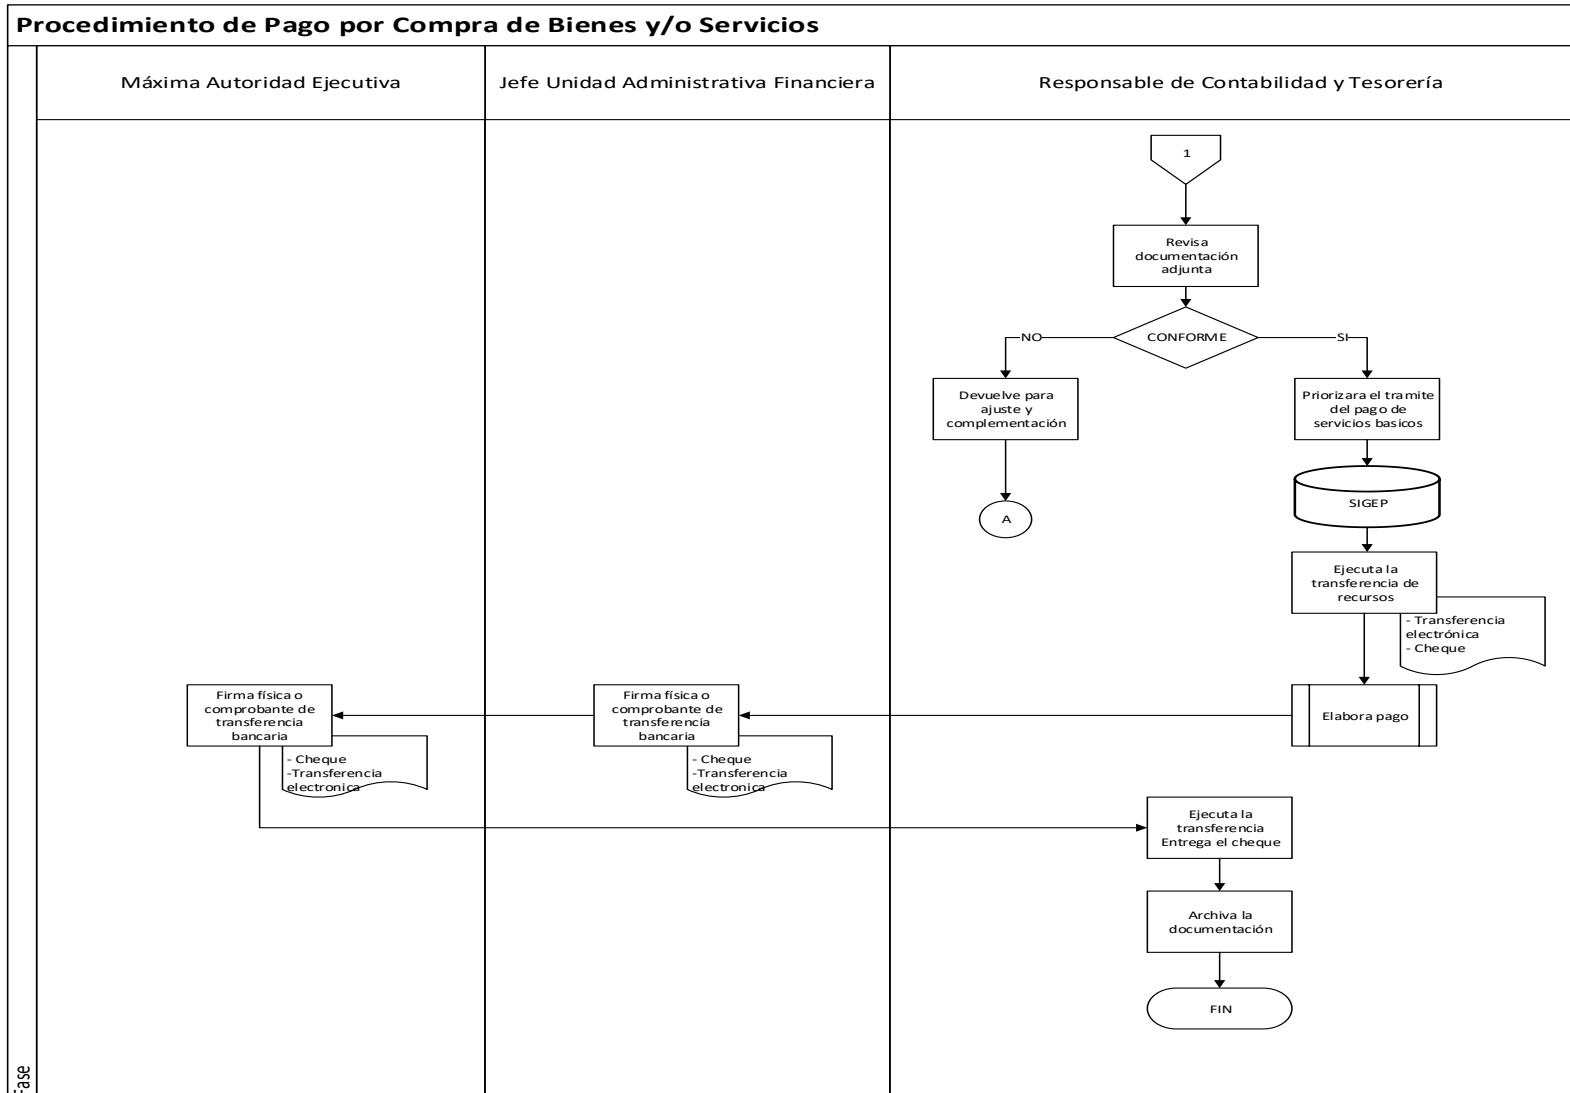 Procedimiento de Pago por Compra de Bienes y/o Servicios
Máxima Autoridad Ejecutiva
Jefe Unidad Administrativa Financiera
Responsable de Contabilidad y Tesorería
1
Revisa
documentación
adjunta
CONFORME
NO
SI
Devuelve para
ajuste y
complementación
Priorizara el tramite
del pago de
servicios basicos
A
SIGEP
Ejecuta la
transferencia de
recursos
- Transferencia
electrónica
- Cheque
Firma física o
comprobante de
transferencia
bancaria
- Cheque
-Transferencia
electronica
Firma física o
comprobante de
transferencia
bancaria
- Cheque
-Transferencia
electronica
Elabora pago
Ejecuta la
transferencia
Entrega el cheque
Archiva la
documentación
FIN
Fase